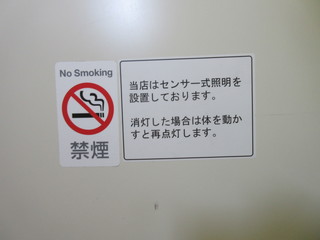 No Smoking
禁煙
当店はセンサー式照明を
設置しております。
消灯した場合は体を動か
すと再点灯します。